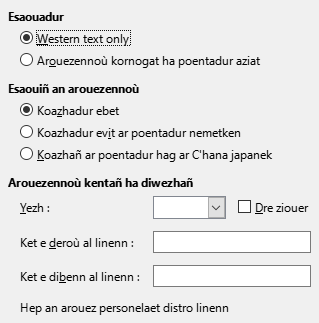 Esaouadur
Western text only
Arouezennoù kornogat ha poentadur aziat
Esaouiñ an arouezennoù
Koazhadur ebet
Koazhadur evit ar poentadur nemetken
Koazhañ ar poentadur hag ar C'hana japanek
Arouezennoù kentañ ha diwezhañ
Yezh :
Dre ziouer
Ket e deroù al linenn :
Ket e dibenn al linenn :
Hep an arouez personelaet distro linenn